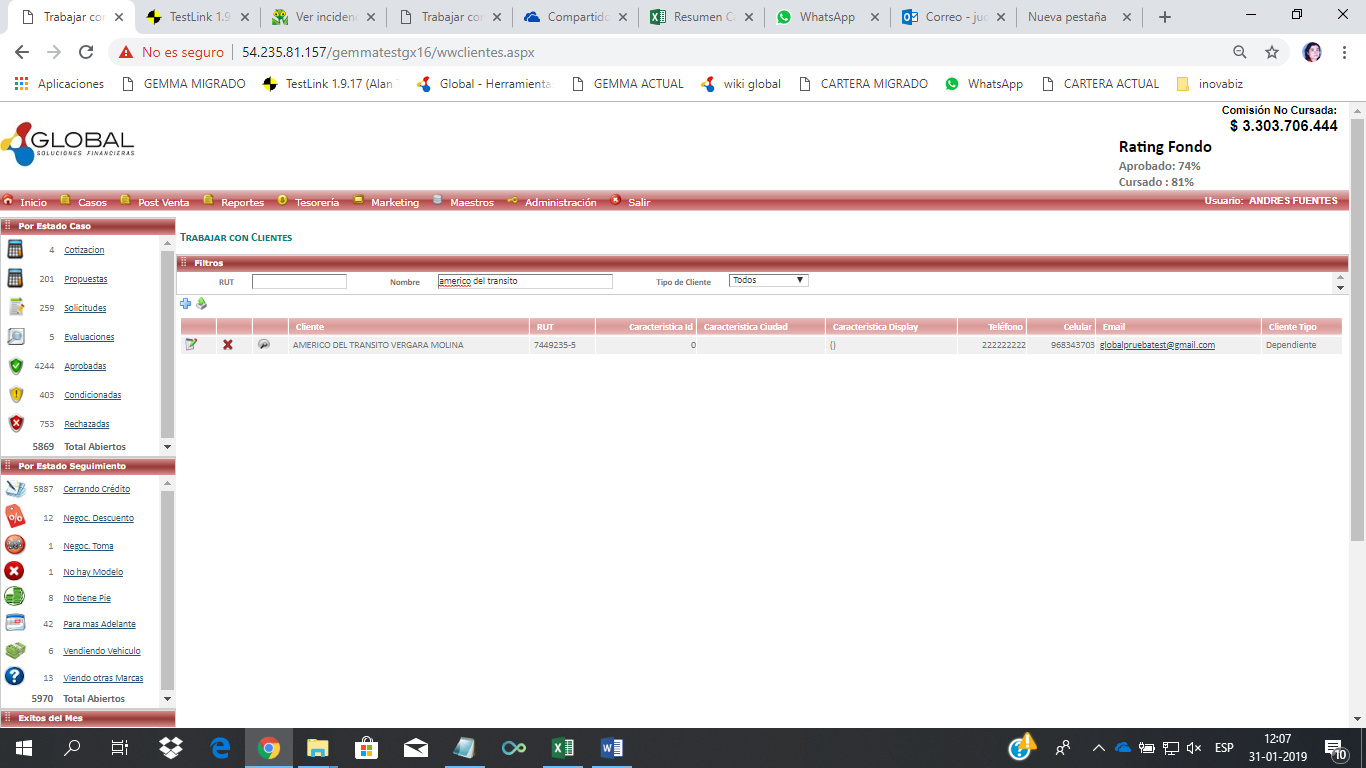 Trabajar con
TestLink 1.9
Ver inciden
Trabajar con
Compartido
Resumen C
WhatsApp
Correo - juc
Nueva pestaña
No es seguro
54.235.81.157/gemmatestgx16/wwclientes.aspx
Aplicaciones
GEMMA MIGRADO
TestLink 1.9.17 (Alan
Global - Herramienta
GEMMA ACTUAL
wiki global
CARTERA MIGRADO
WhatsApp
CARTERA ACTUAL
inovabiz
GLOBAL
SOLUCIONES FINANCIERAS
Comisión No Cursada:
$ 3.303.706.444
Rating Fondo
Aprobado: 74%
Cursado : 81%
Inicio Casos Post Venta Reportes Tesorería Marketing Maestros Administración Salir
Usuario: ANDRES FUENTES
Por Estado Caso
4 Cotizacion
201 Propuestas
259 Solicitudes
5 Evaluaciones
4244 Aprobadas
403 Condicionadas
753 Rechazadas
5869 Total Abiertos
Por Estado Seguimiento
5887 Cerrando Crédito
12 Negoc. Descuento
1 Negoc. Toma
1 No hay Modelo
8 No tiene Pie
42 Para mas Adelante
6 Vendiendo Vehiculo
13 Viendo otras Marcas
5970 Total Abiertos
Exitos del Mes
TRABAJAR CON CLIENTES
Filtros
RUT
Nombre americo del transito
Tipo de Cliente Todos
Cliente RUT Caracteristica Id Caracteristica Ciudad Caracteristica Display Teléfono Celular Email Cliente Tipo
AMERICO DEL TRANSITO VERGARA MOLINA 7449235-5 0 {} 222222222 968343703 globalpruebatest@gmail.com Dependiente
ESP
12:07
31-01-2019
10